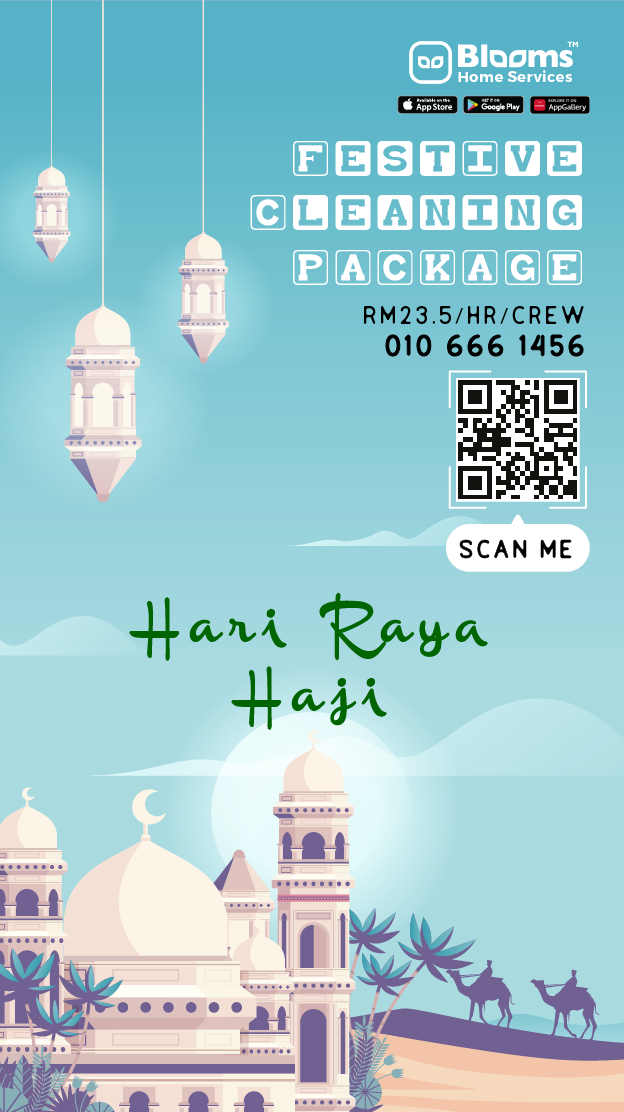 Blooms™
Home Services
Available on the App Store
GET IT ON Google Play
EXPLORE IT ON AppGallery
FESTIVE
CLEANING
PACKAGE
RM23.5/HR/CREW
010 666 1456
SCAN ME
Hari Raya
Haji